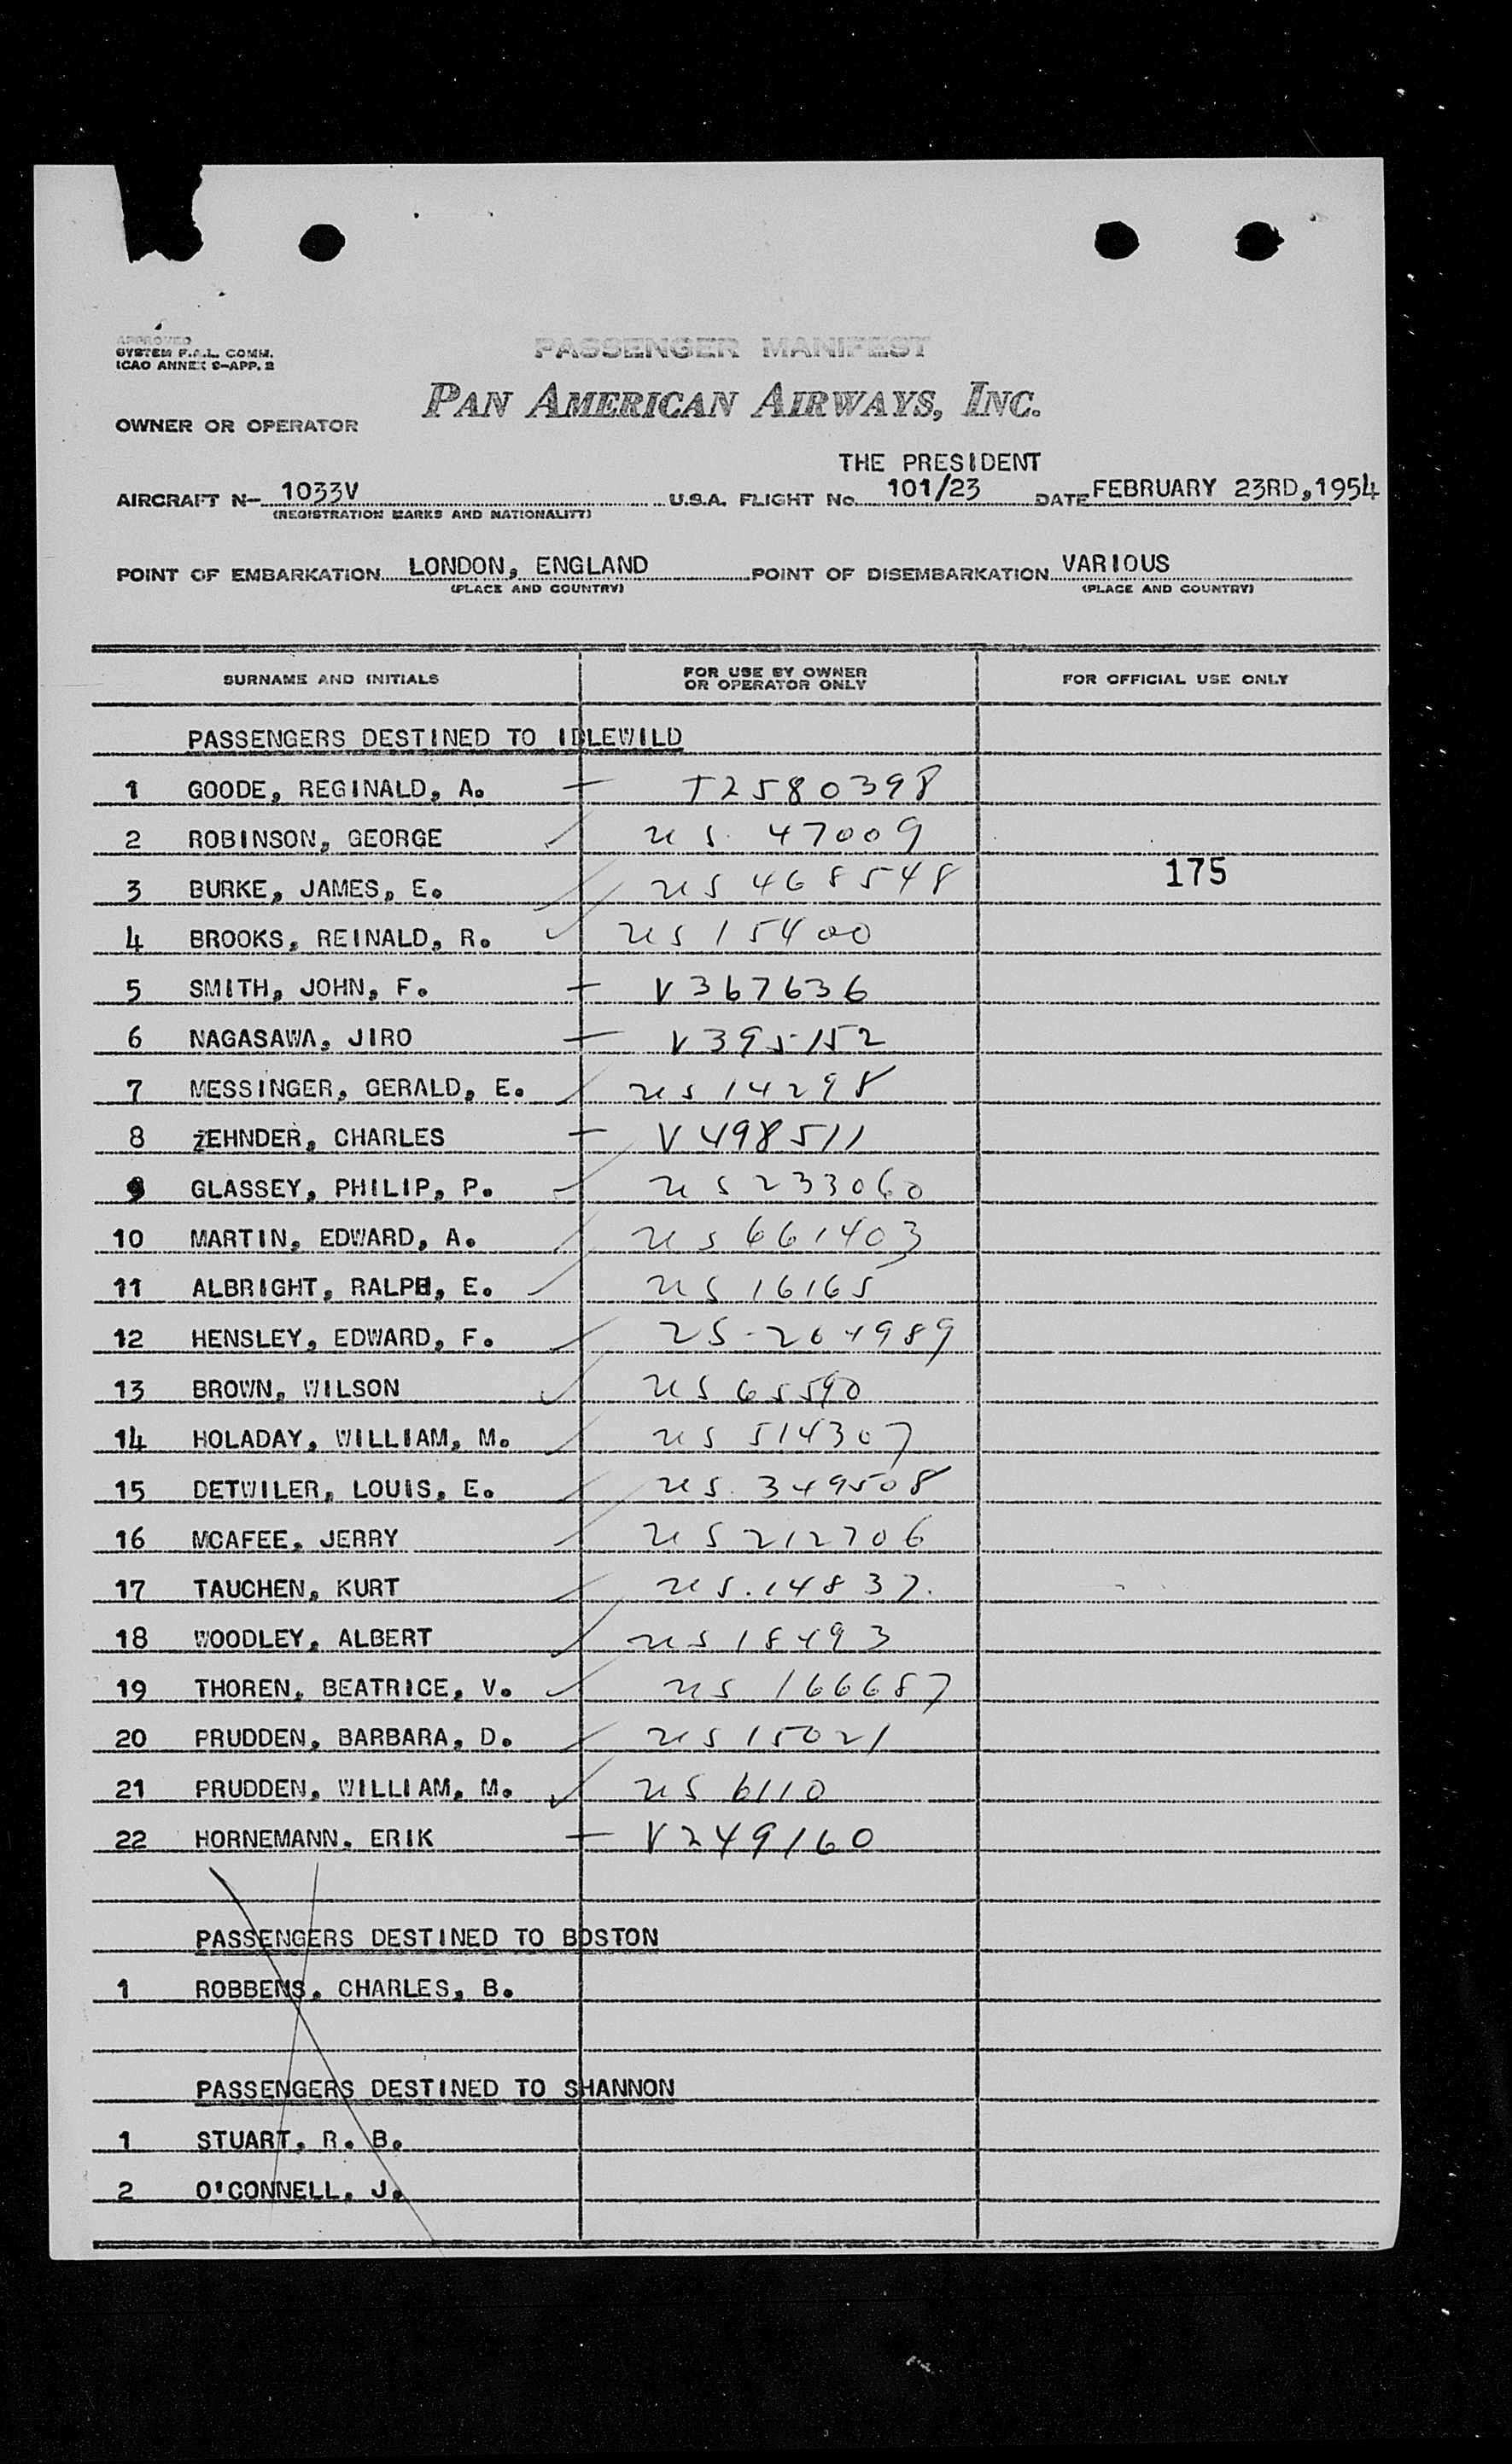 APPROVED
SYSTEM F.A.L. COMM.
ICAO ANNEX 9-APP. 2
PASSENGER MANIFEST
PAN AMERICAN AIRWAYS, INC.
OWNER OR OPERATOR
THE PRESIDENT
AIRCRAFT N- 1033V U.S.A. FLIGHT No. 101/23 DATE FEBRUARY 23RD, 1954
(REGISTRATION MARKS AND NATIONALITY)
POINT OF EMBARKATION LONDON, ENGLAND POINT OF DISEMBARKATION VARIOUS
(PLACE AND COUNTRY) (PLACE AND COUNTRY)
SURNAME AND INITIALS FOR USE BY OWNER OR OPERATOR ONLY FOR OFFICIAL USE ONLY
PASSENGERS DESTINED TO IDLEWILD
1 GOODE, REGINALD, A. — T2580398
2 ROBINSON, GEORGE ✓ US 47009
3 BURKE, JAMES, E. ✓ US 468548 175
4 BROOKS, REINALD, R. ✓ US 15400
5 SMITH, JOHN, F. — V367636
6 NAGASAWA, JIRO — V395152
7 MESSINGER, GERALD, E. ✓ US 14298
8 ZEHNDER, CHARLES — V498511
9 GLASSEY, PHILIP, P. ✓ US 233060
10 MARTIN, EDWARD, A. ✓ US 661403
11 ALBRIGHT, RALPH, E. ✓ US 16165
12 HENSLEY, EDWARD, F. ✓ US-264989
13 BROWN, WILSON ✓ US 65590
14 HOLADAY, WILLIAM, M. ✓ US 514307
15 DETWILER, LOUIS, E. ✓ US. 349508
16 MCAFEE, JERRY ✓ US 212706
17 TAUCHEN, KURT ✓ US. 14837.
18 WOODLEY, ALBERT ✓ US 18493
19 THOREN, BEATRICE, V. ✓ US 166687
20 PRUDDEN, BARBARA, D. ✓ US 15021
21 PRUDDEN, WILLIAM, M. ✓ US 6110
22 HORNEMANN, ERIK — V249160
PASSENGERS DESTINED TO BOSTON
1 ROBBENS, CHARLES, B.
PASSENGERS DESTINED TO SHANNON
1 STUART, R. B.
2 O'CONNELL, J.